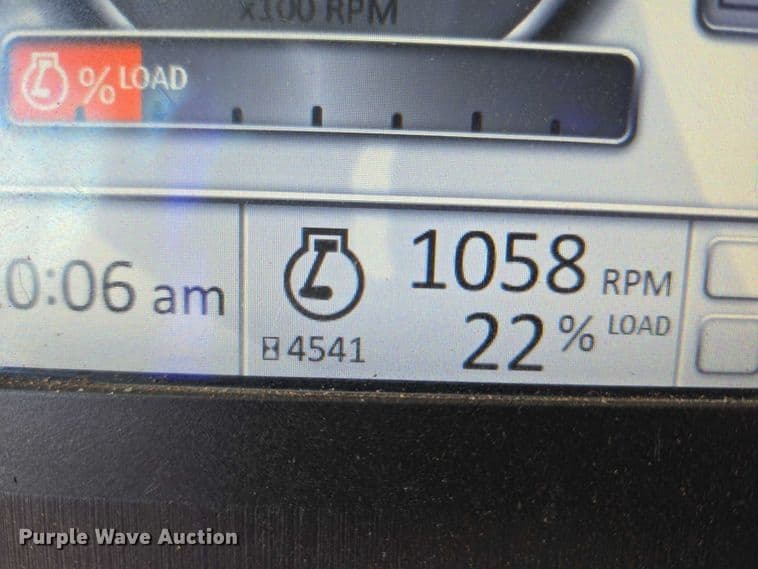 x100 RPM
% LOAD
0:06 am
1058 RPM
22 % LOAD
4541
Purple Wave Auction